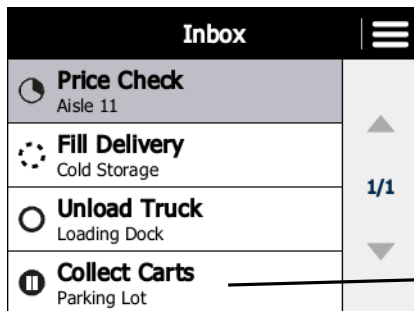 Inbox
Price Check
Aisle 11
Fill Delivery
Cold Storage
1/1
Unload Truck
Loading Dock
Collect Carts
Parking Lot